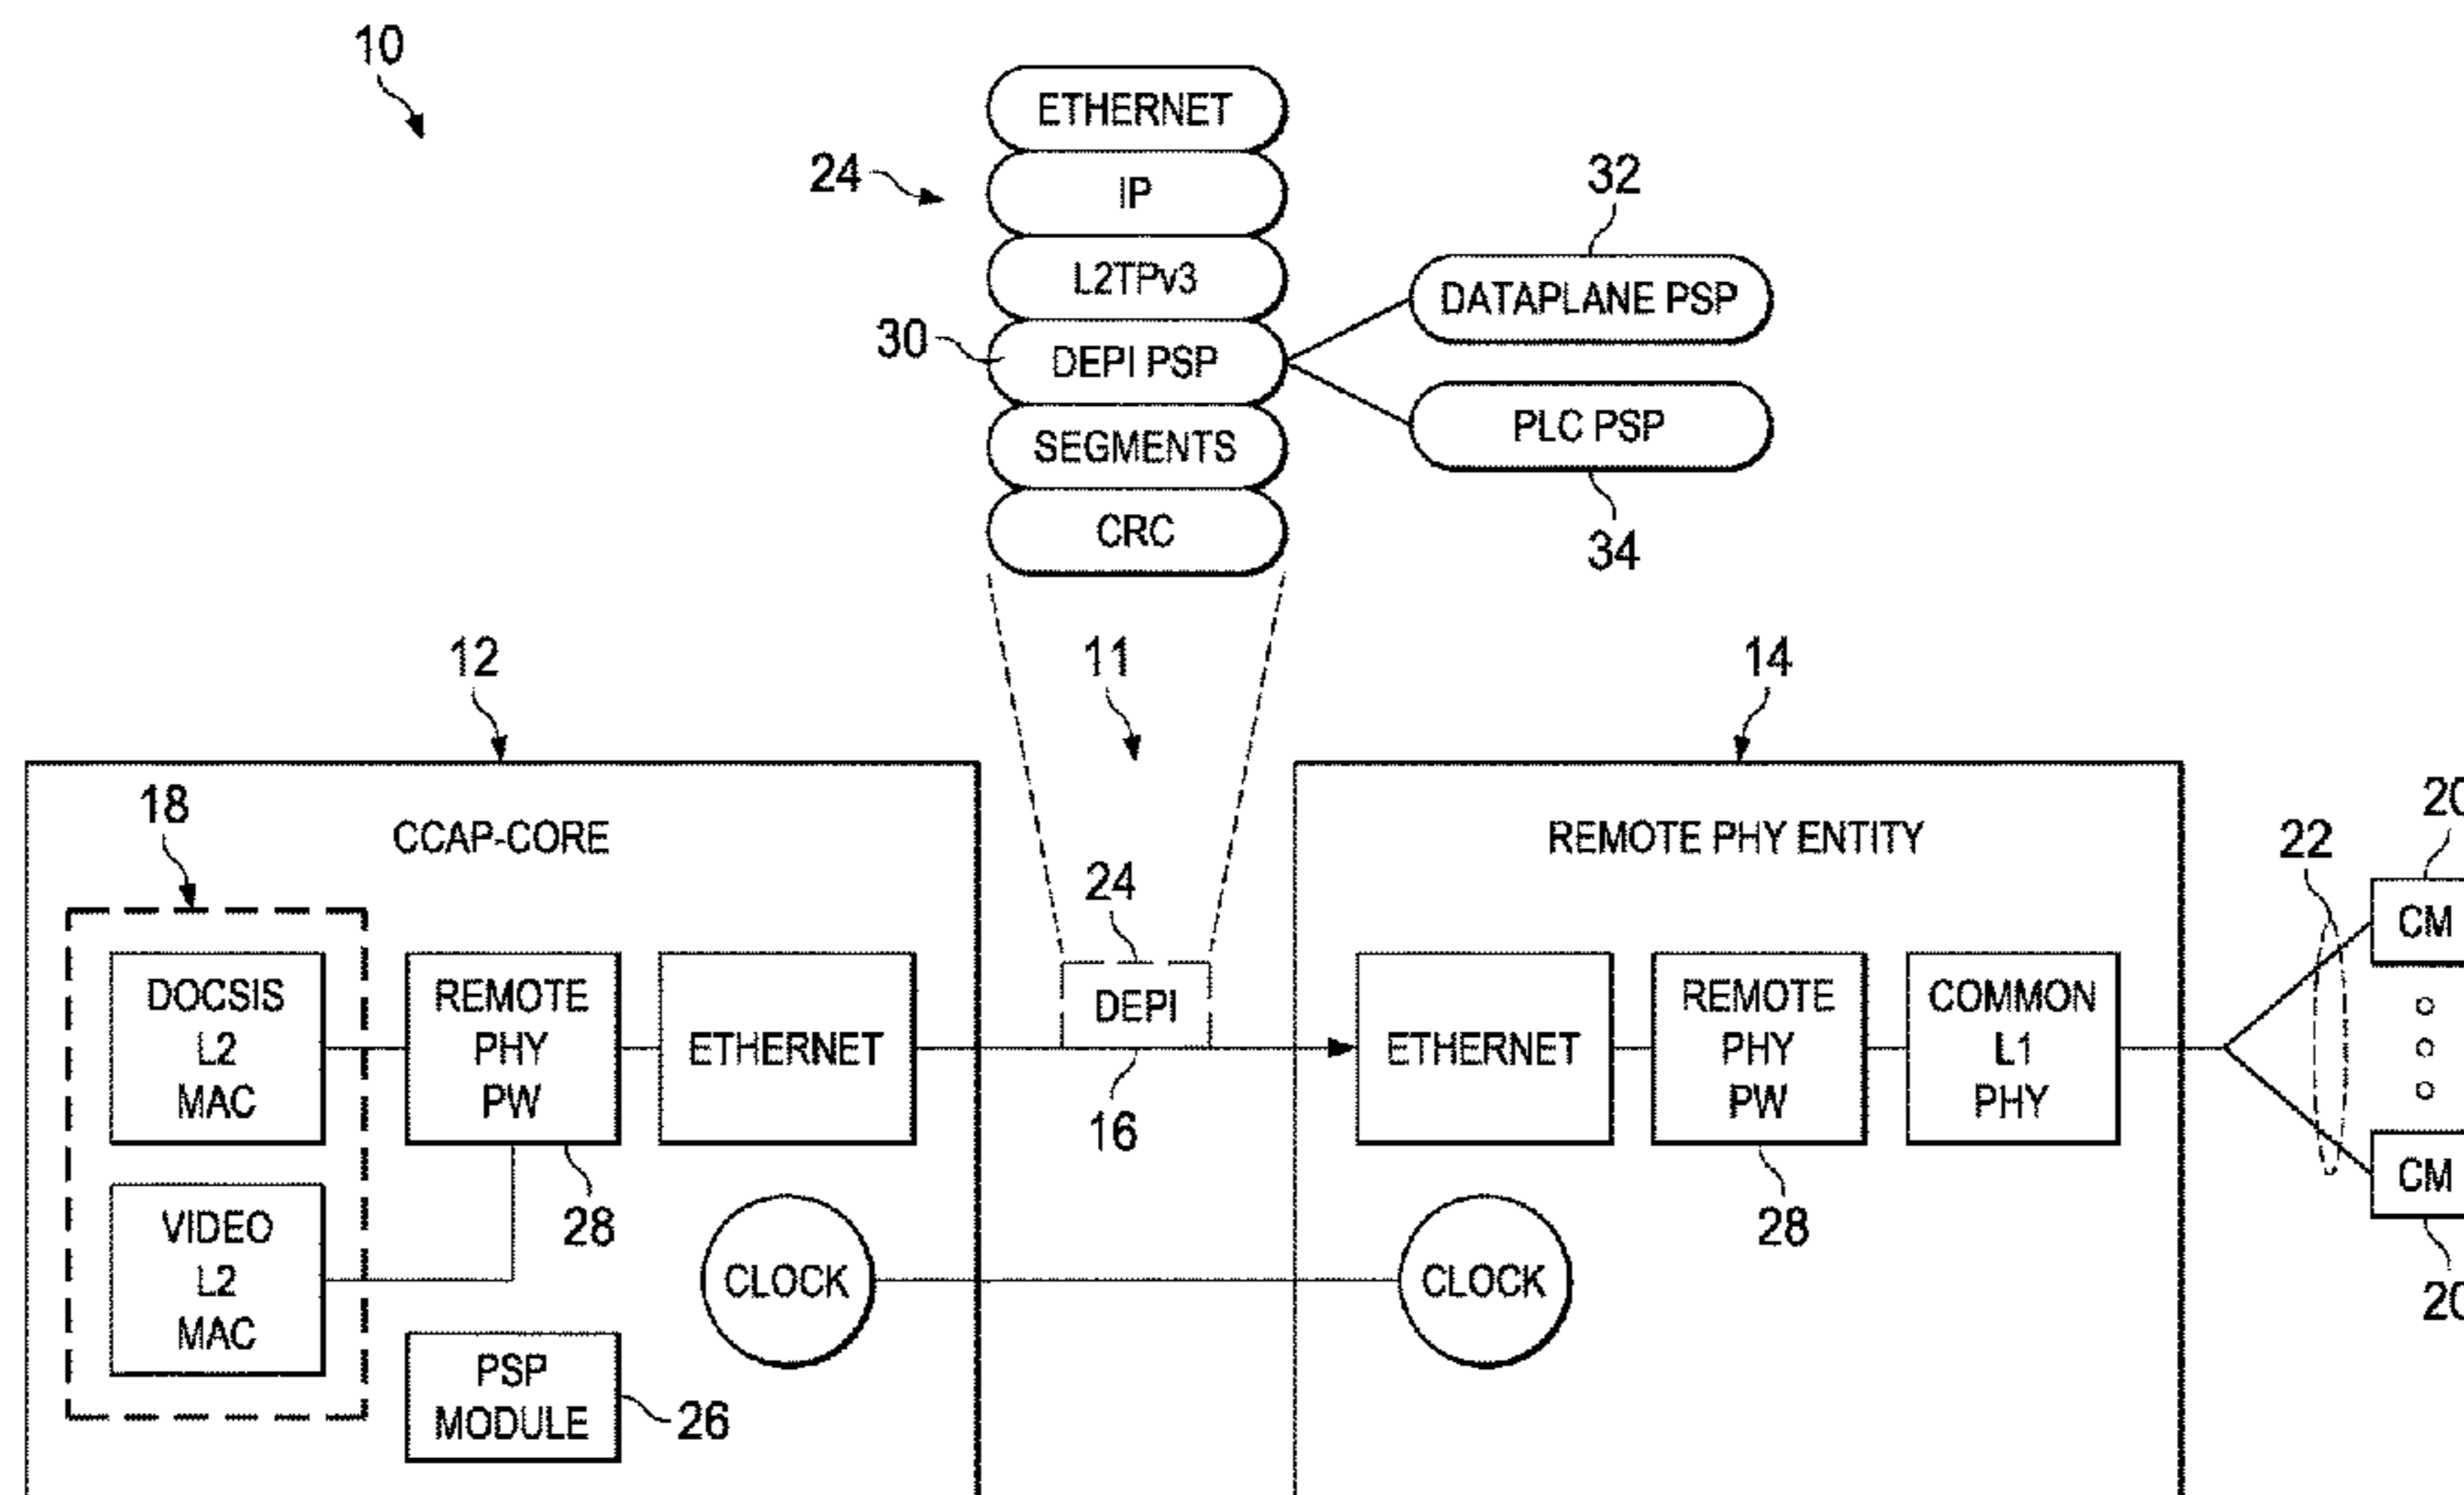 10
ETHERNET
24
IP
32
L2TPv3
DATAPLANE PSP
30
DEPI PSP
PLC PSP
SEGMENTS
34
CRC
12
11
14
18
CCAP-CORE
REMOTE PHY ENTITY
20
22
24
CM
DOCSIS
L2
MAC
REMOTE
PHY
PW
ETHERNET
DEPI
ETHERNET
REMOTE
PHY
PW
COMMON
L1
PHY
16
CM
28
28
VIDEO
L2
MAC
CLOCK
CLOCK
20
PSP
MODULE
26